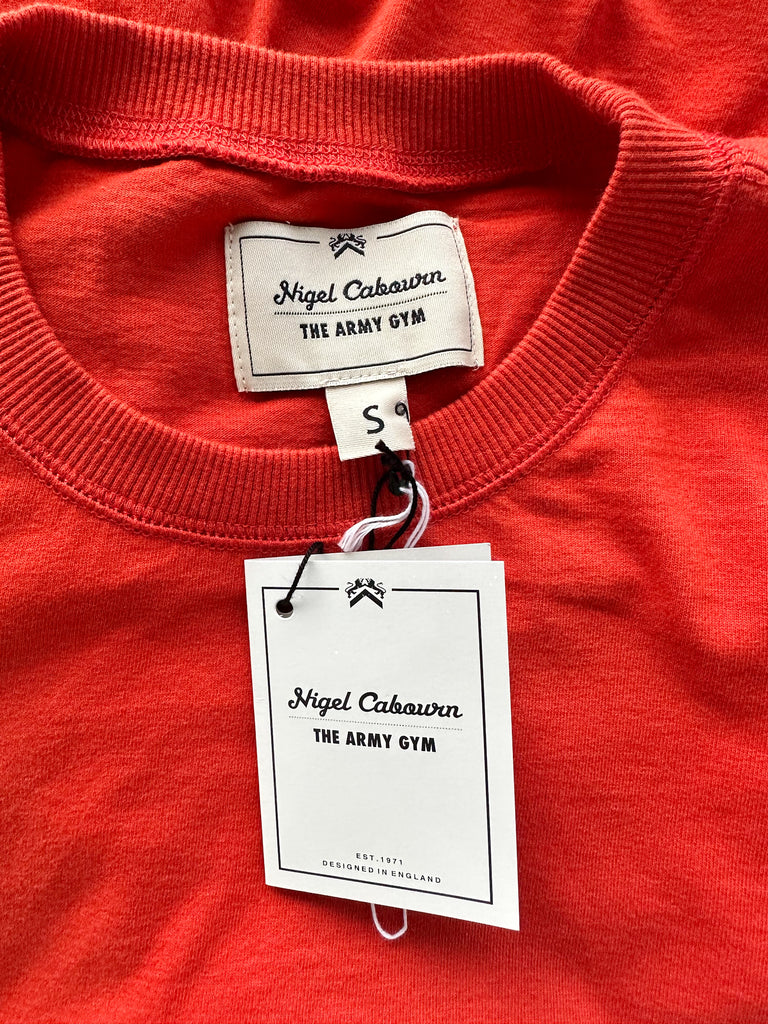 Nigel Cabourn
THE ARMY GYM
S
Nigel Cabourn
THE ARMY GYM
EST.1971
DESIGNED IN ENGLAND